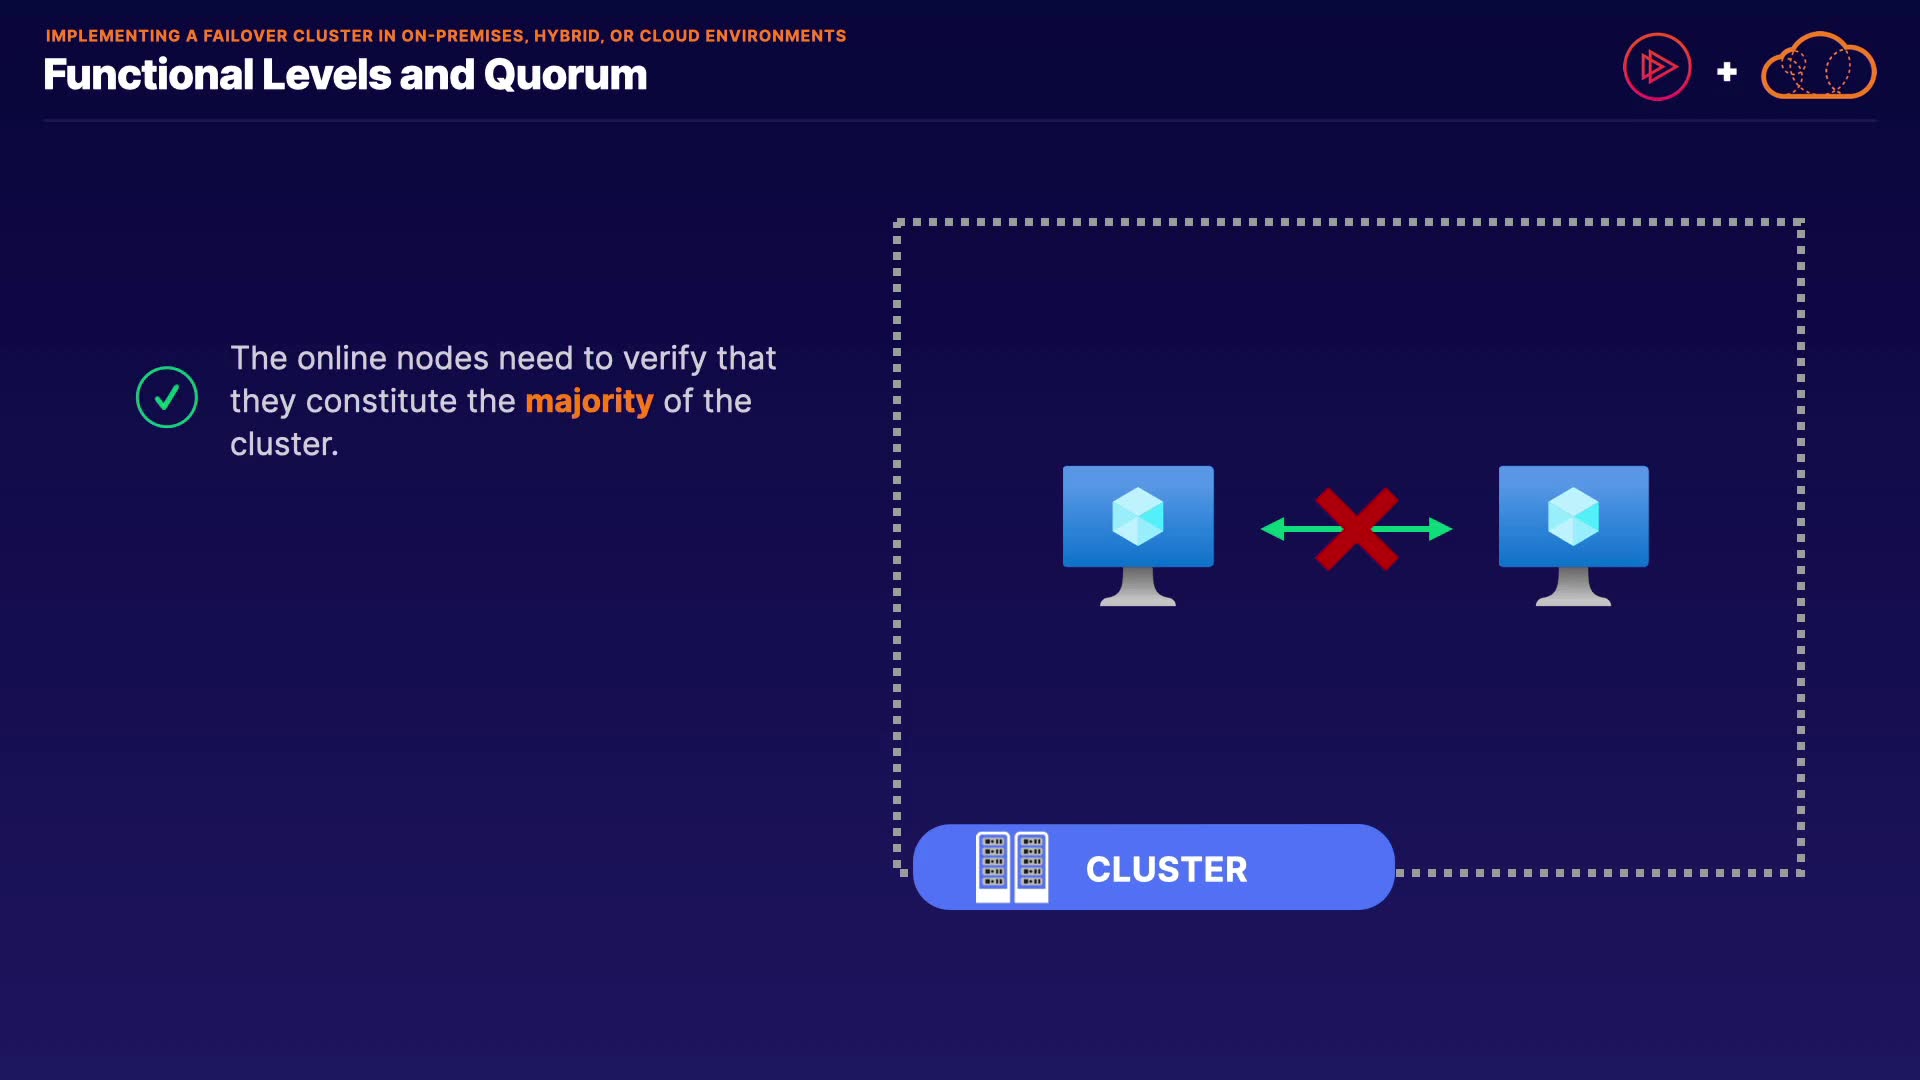 IMPLEMENTING A FAILOVER CLUSTER IN ON-PREMISES, HYBRID, OR CLOUD ENVIRONMENTS
Functional Levels and Quorum
The online nodes need to verify that
they constitute the majority of the
cluster.
CLUSTER